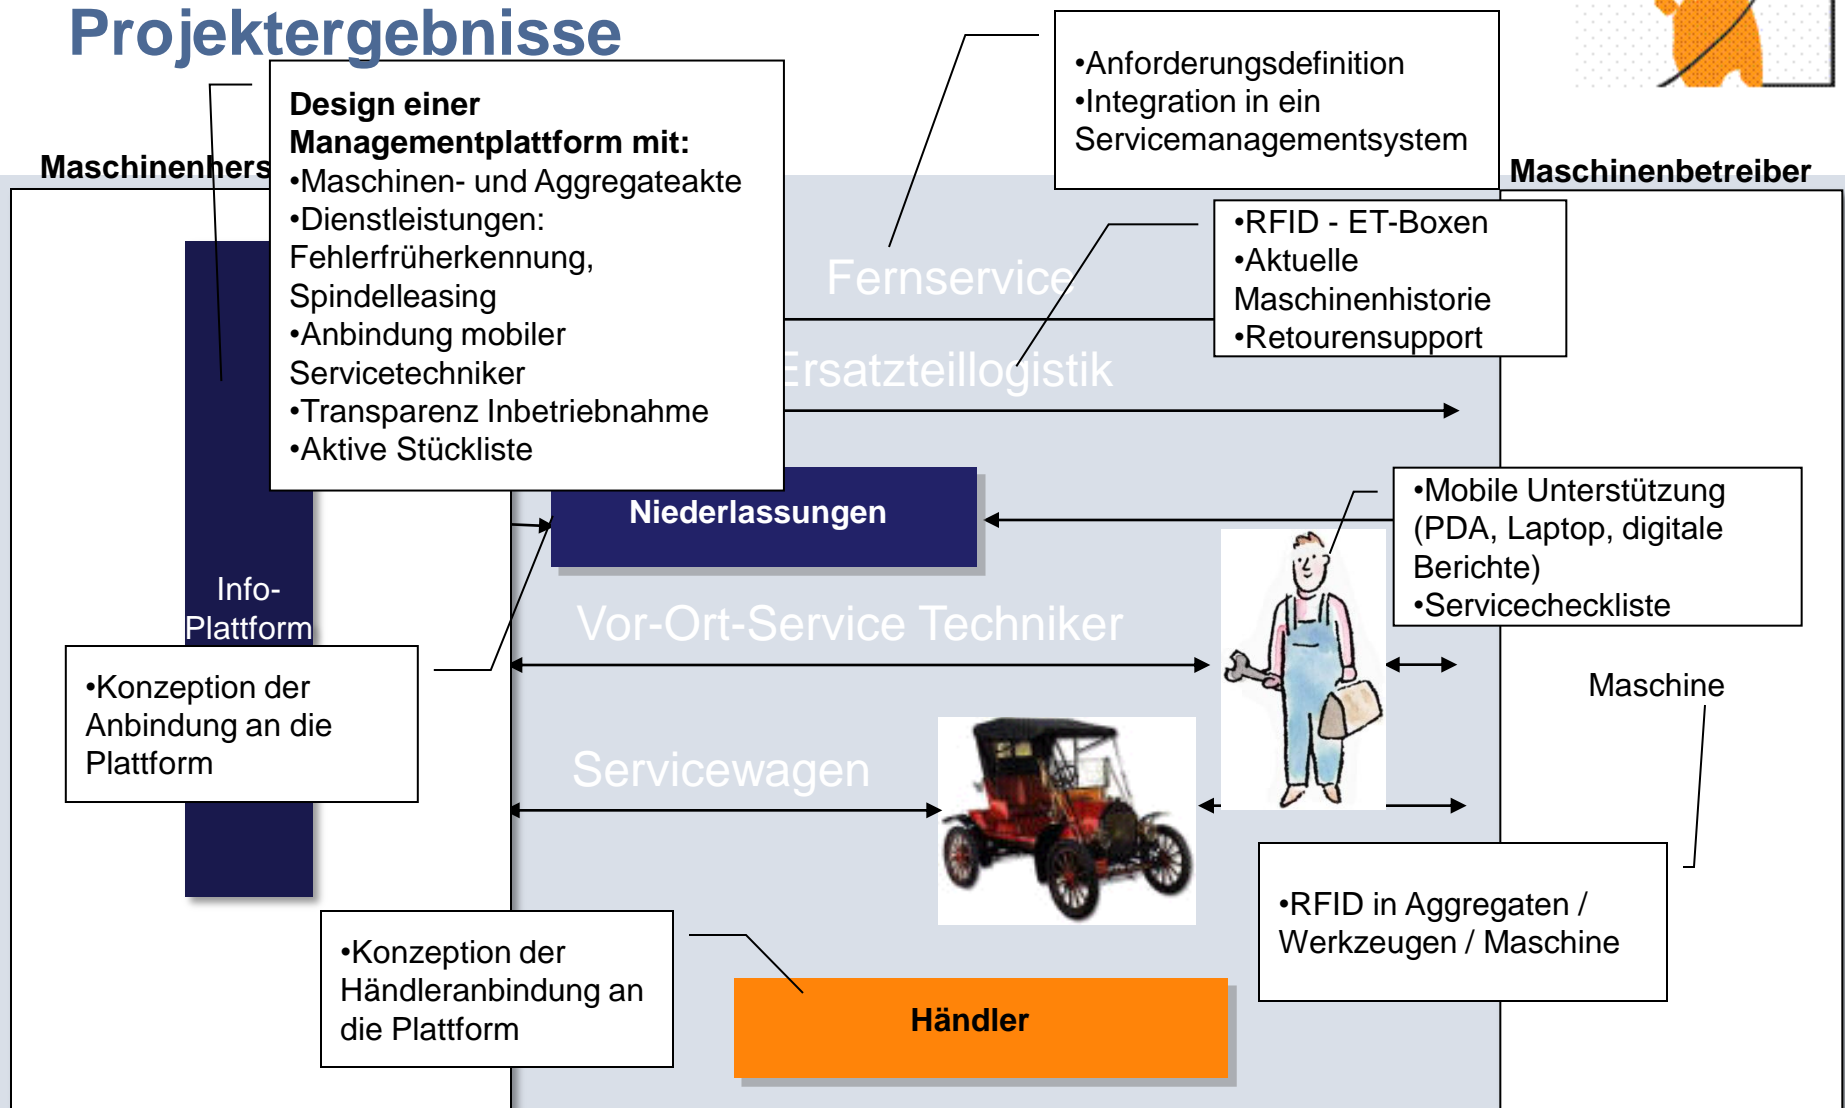 Projektergebnisse
•Anforderungsdefinition
•Integration in ein
Servicemanagementsystem
Design einer
Managementplattform mit:
•Maschinen- und Aggregateakte
•Dienstleistungen:
Fehlerfrüherkennung,
Spindelleasing
•Anbindung mobiler
Servicetechniker
•Transparenz Inbetriebnahme
•Aktive Stückliste
Maschinenhers
Maschinenbetreiber
•RFID - ET-Boxen
•Aktuelle
Maschinenhistorie
•Retourensupport
Fernservice
Ersatzteillogistik
Niederlassungen
•Mobile Unterstützung
(PDA, Laptop, digitale
Berichte)
•Servicecheckliste
Info-
Plattform
Vor-Ort-Service Techniker
•Konzeption der
Anbindung an die
Plattform
Maschine
Servicewagen
•RFID in Aggregaten /
Werkzeugen / Maschine
•Konzeption der
Händleranbindung an
die Plattform
Händler